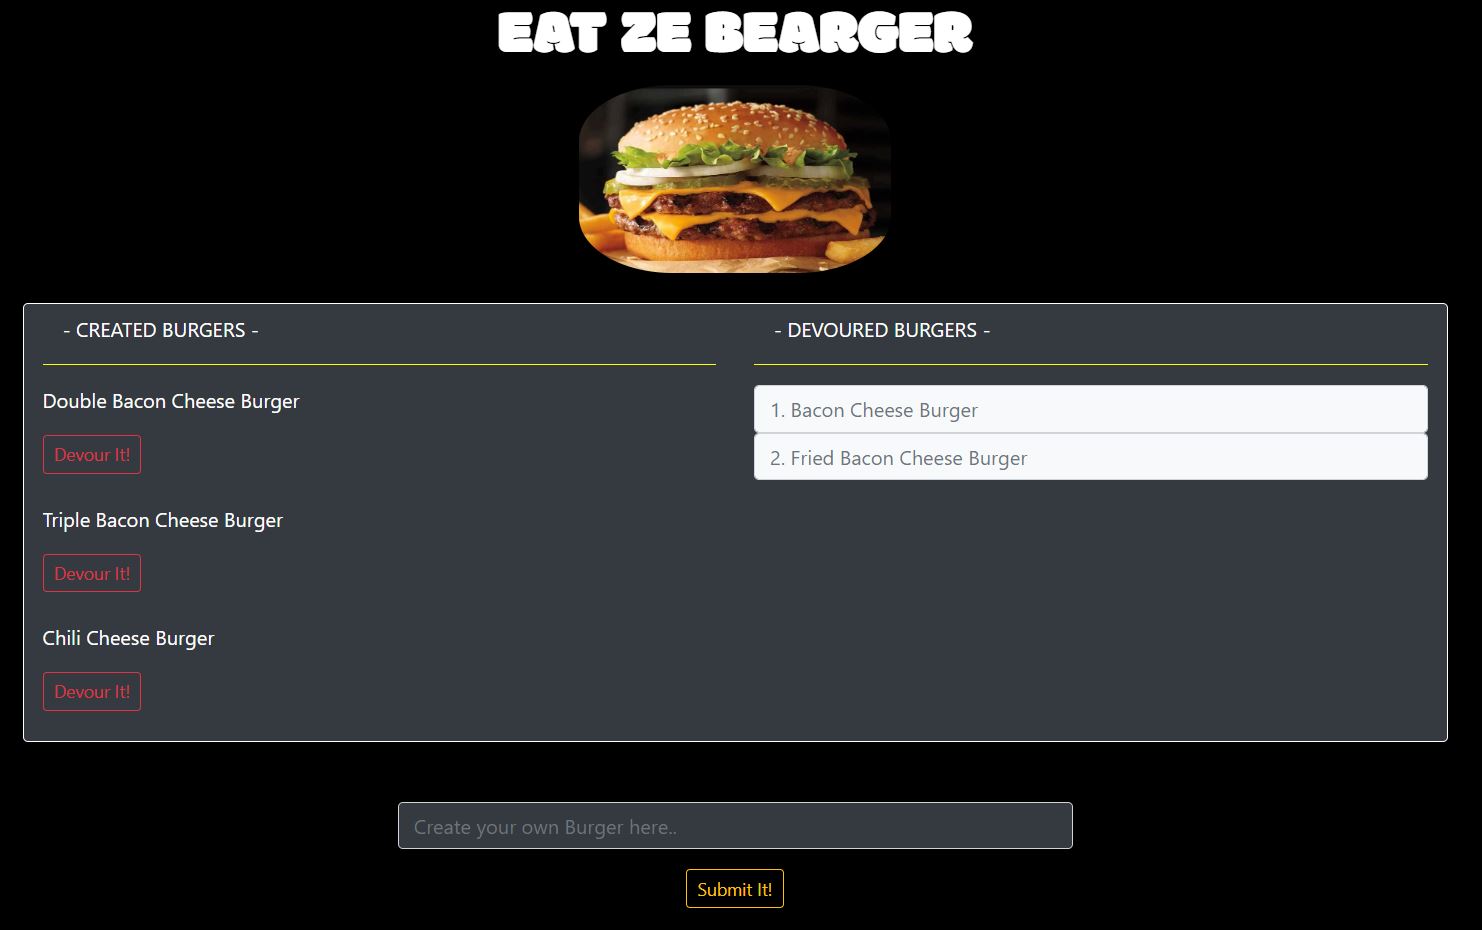 EAT ZE BEARGER
- CREATED BURGERS -
Double Bacon Cheese Burger
Devour It!
Triple Bacon Cheese Burger
Devour It!
Chili Cheese Burger
Devour It!
- DEVOURED BURGERS -
1. Bacon Cheese Burger
2. Fried Bacon Cheese Burger
Create your own Burger here..
Submit It!